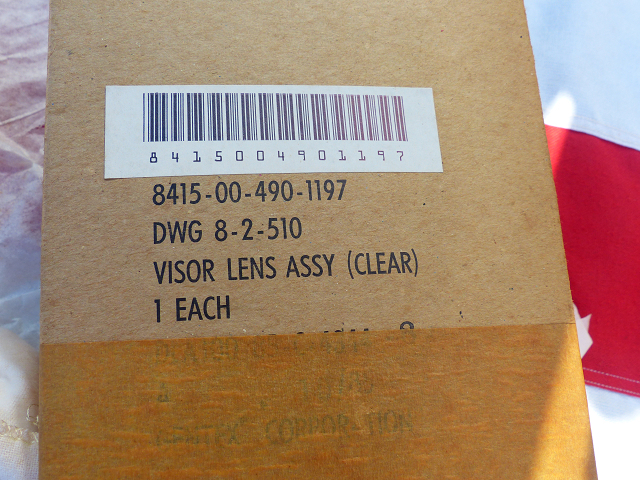 8415004901197
8415-00-490-1197
DWG 8-2-510
VISOR LENS ASSY (CLEAR)
1 EACH
CORPORATION